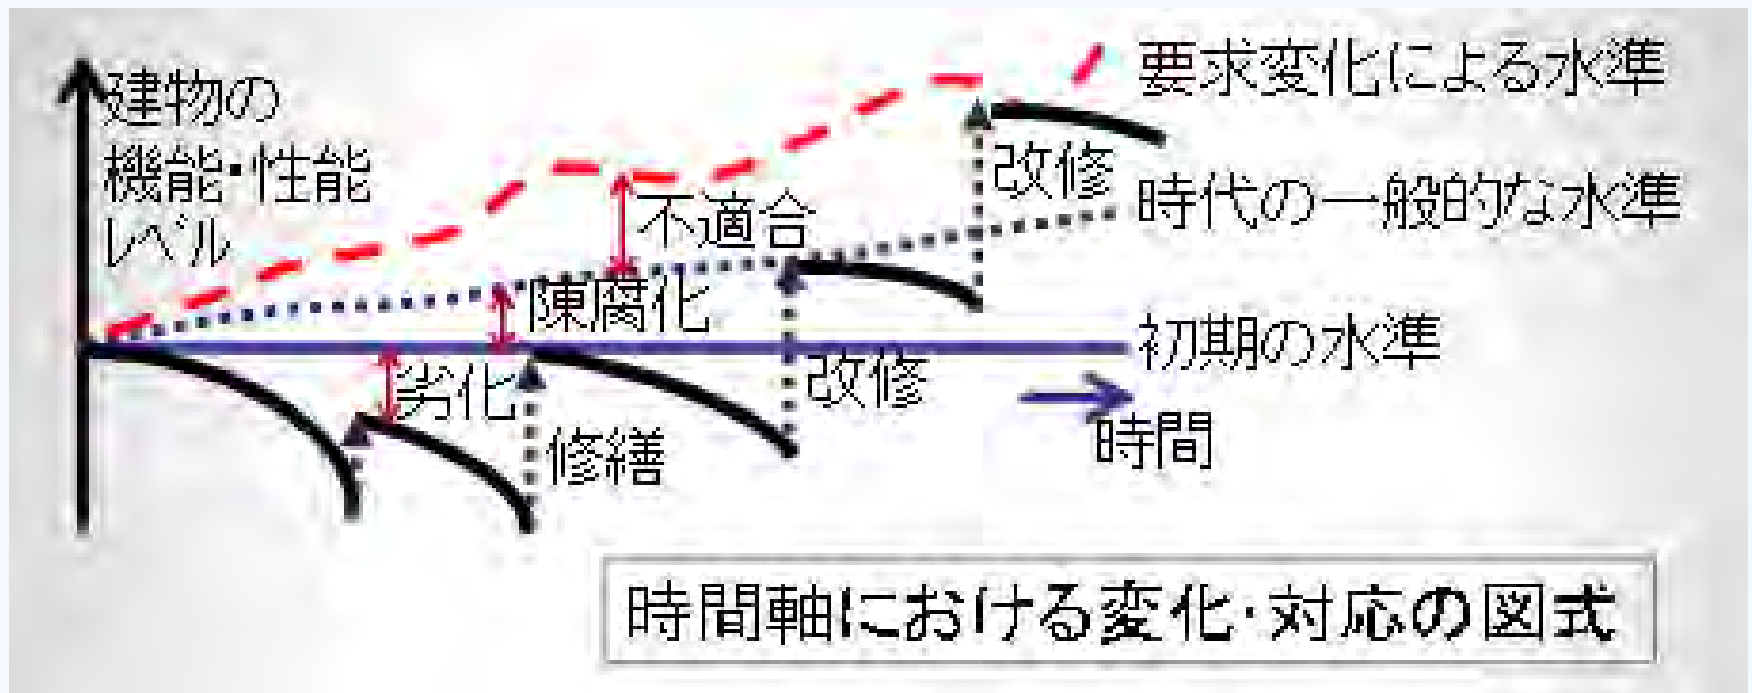 建物の
機能・性能
レベル
要求変化による水準
改修
時代の一般的な水準
不適合
陳腐化
初期の水準
劣化
改修
時間
修繕
時間軸における変化・対応の図式